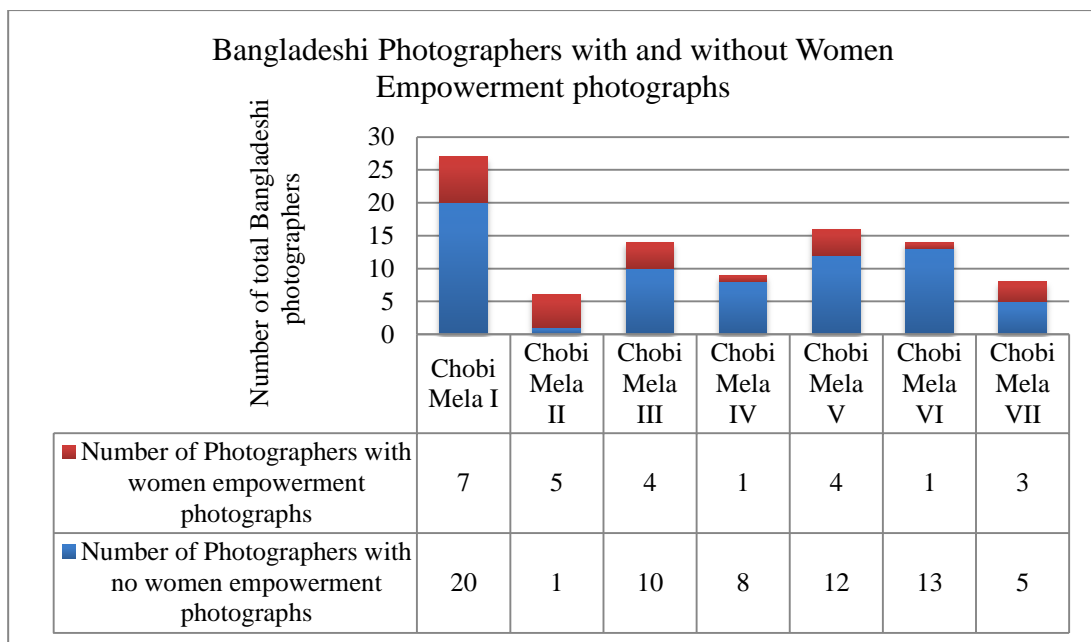 Bangladeshi Photographers with and without Women
Empowerment photographs
Number of total Bangladeshi
photographers
30
25
20
15
10
5
0
Chobi
Mela I
Chobi
Mela
II
Chobi
Mela
III
Chobi
Mela
IV
Chobi
Mela
V
Chobi
Mela
VI
Chobi
Mela
VII
Number of Photographers with
women empowerment
photographs
7 5 4 1 4 1 3
Number of Photographers with
no women empowerment
photographs
20 1 10 8 12 13 5